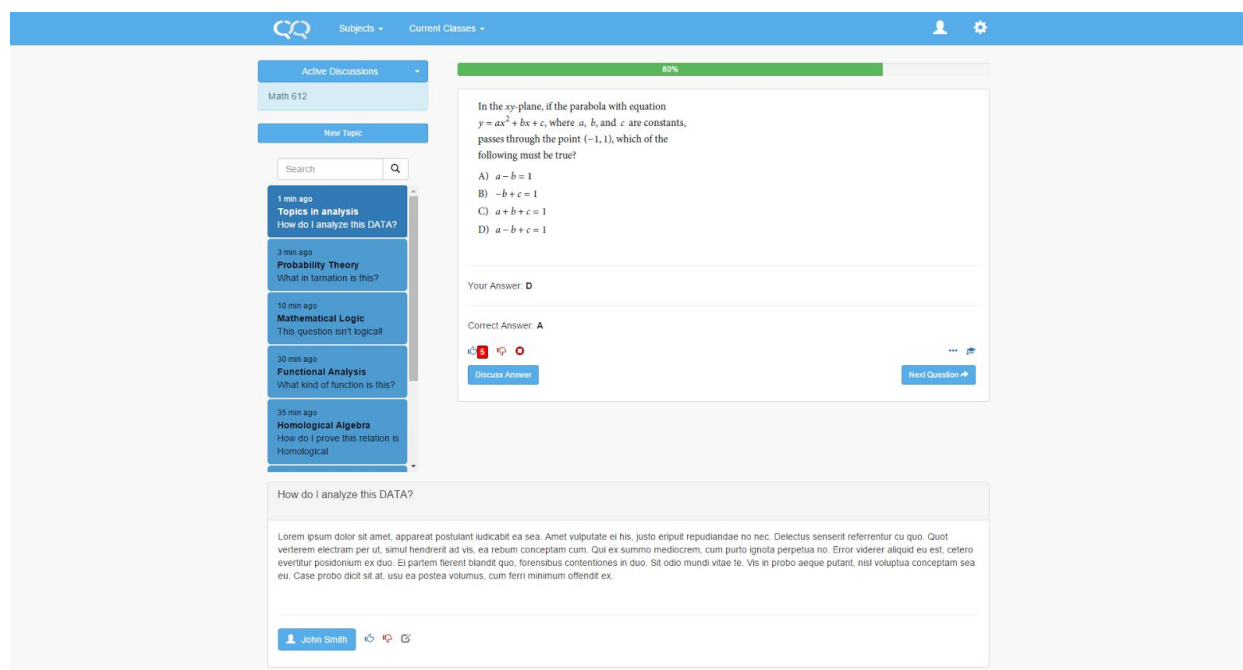 QQ Subjects Current Classes
Active Discussions
Math 612
New Topic
Search
1 min ago
Topics in analysis
How do I analyze this DATA?
3 min ago
Probability Theory
What in tarnation is this?
10 min ago
Mathematical Logic
This question isn't logical!
30 min ago
Functional Analysis
What kind of function is this?
35 min ago
Homological Algebra
How do I prove this relation is
Homological
80%
In the xy-plane, if the parabola with equation
y = ax² + bx + c, where a, b, and c are constants,
passes through the point (−1, 1), which of the
following must be true?
A) a − b = 1
B) −b + c = 1
C) a + b + c = 1
D) a − b + c = 1
Your Answer: D
Correct Answer: A
5
Discuss Answer Next Question
How do I analyze this DATA?
Lorem ipsum dolor sit amet, appareat postulant iudicabit ea sea. Amet vulputate ei his, justo eripuit repudiandae no nec. Delectus senserit referrentur cu quo. Quot
verterem electram per ut, simul hendrerit ad vis, ea rebum conceptam cum. Qui ex summo mediocrem, cum purto ignota perpetua no. Error viderer aliquid eu est, cetero
evertitur posidonium ex duo. Ei partem fierent blandit quo, forensibus contentiones in duo. Sit odio mundi vitae te. Vis in probo aeque putant, nisl voluptua conceptam sea
eu. Case probo dicit sit at, usu ea postea volumus, cum ferri minimum offendit ex.
John Smith